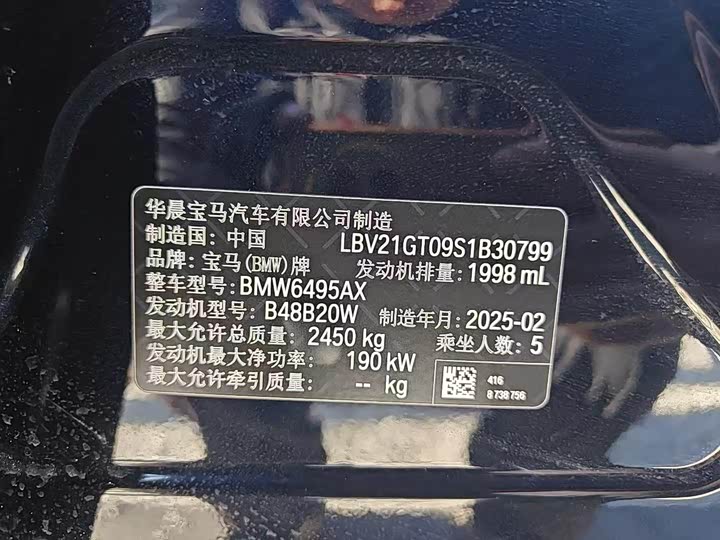 华晨宝马汽车有限公司制造
制造国: 中国 LBV21GT09S1B30799
品牌: 宝马(BMW)牌 发动机排量: 1998 mL
整车型号: BMW6495AX
发动机型号: B48B20W 制造年月: 2025-02
最大允许总质量: 2450 kg 乘坐人数: 5
发动机最大净功率: 190 kW
最大允许牵引质量: -- kg
416
8 738 756